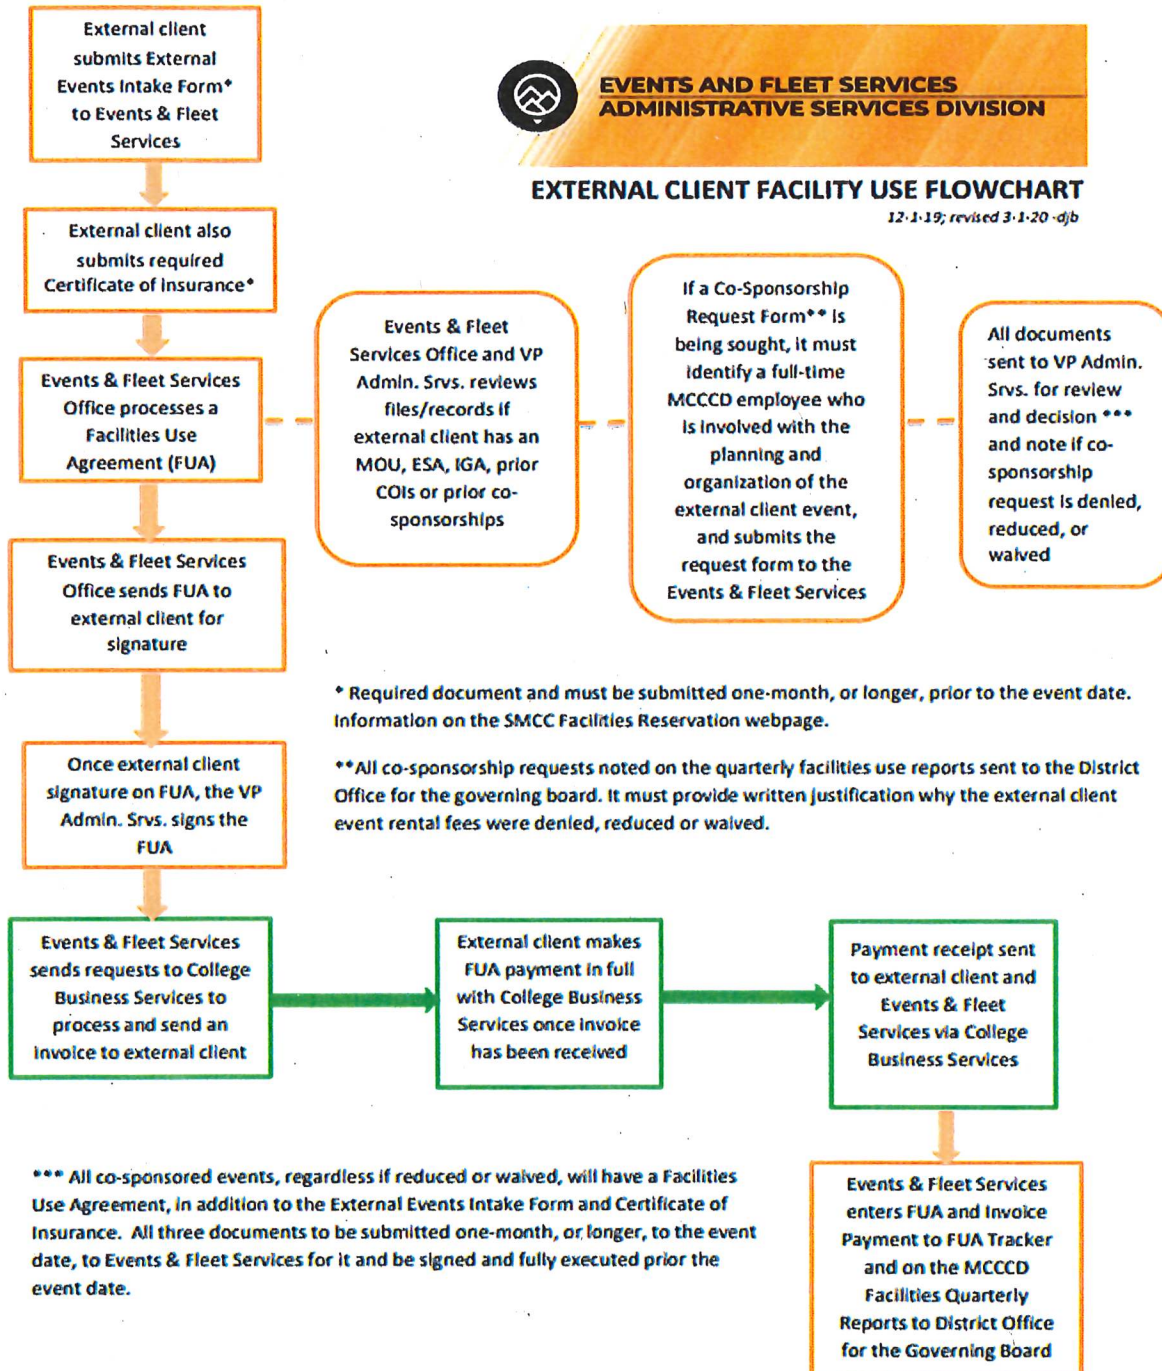 External client
submits External
Events Intake Form*
to Events & Fleet
Services
EVENTS AND FLEET SERVICES
ADMINISTRATIVE SERVICES DIVISION
EXTERNAL CLIENT FACILITY USE FLOWCHART
12-1-19; revised 3-1-20 -djb
External client also
submits required
Certificate of Insurance*
Events & Fleet Services
Office processes a
Facilities Use
Agreement (FUA)
Events & Fleet
Services Office and VP
Admin. Srvs. reviews
files/records if
external client has an
MOU, ESA, IGA, prior
COIs or prior co-
sponsorships
If a Co-Sponsorship
Request Form** is
being sought, it must
identify a full-time
MCCCD employee who
is involved with the
planning and
organization of the
external client event,
and submits the
request form to the
Events & Fleet Services
All documents
sent to VP Admin.
Srvs. for review
and decision ***
and note if co-
sponsorship
request is denied,
reduced, or
waived
Events & Fleet Services
Office sends FUA to
external client for
signature
* Required document and must be submitted one-month, or longer, prior to the event date.
Information on the SMCC Facilities Reservation webpage.
**All co-sponsorship requests noted on the quarterly facilities use reports sent to the District
Office for the governing board. It must provide written justification why the external client
event rental fees were denied, reduced or waived.
Once external client
signature on FUA, the VP
Admin. Srvs. signs the
FUA
Events & Fleet Services
sends requests to College
Business Services to
process and send an
invoice to external client
External client makes
FUA payment in full
with College Business
Services once invoice
has been received
Payment receipt sent
to external client and
Events & Fleet
Services via College
Business Services
*** All co-sponsored events, regardless if reduced or waived, will have a Facilities
Use Agreement, in addition to the External Events Intake Form and Certificate of
Insurance. All three documents to be submitted one-month, or longer, to the event
date, to Events & Fleet Services for it and be signed and fully executed prior the
event date.
Events & Fleet Services
enters FUA and Invoice
Payment to FUA Tracker
and on the MCCCD
Facilities Quarterly
Reports to District Office
for the Governing Board